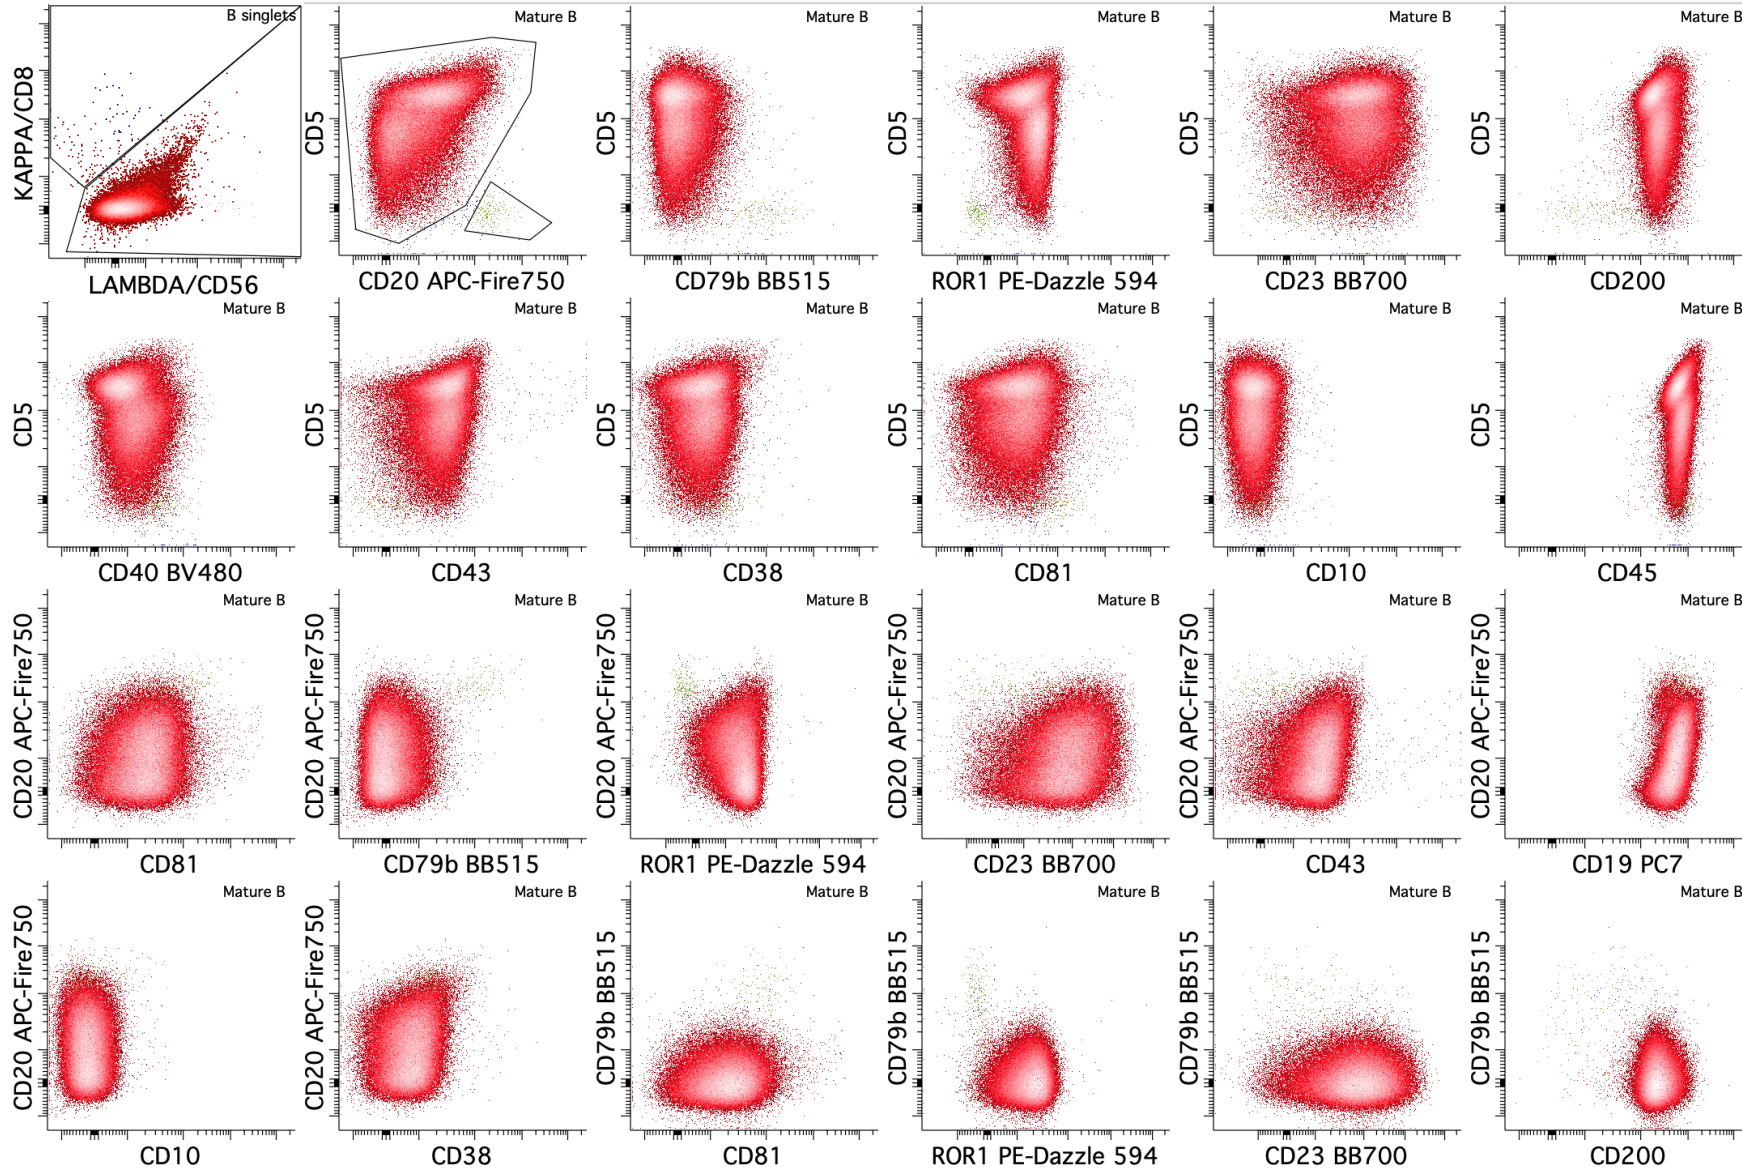 B singlets
KAPPA/CD8
LAMBDA/CD56
Mature B
CD5
CD20 APC-Fire750
Mature B
CD5
CD79b BB515
Mature B
CD5
ROR1 PE-Dazzle 594
Mature B
CD5
CD23 BB700
Mature B
CD5
CD200
Mature B
CD5
CD40 BV480
Mature B
CD5
CD43
Mature B
CD5
CD38
Mature B
CD5
CD81
Mature B
CD5
CD10
Mature B
CD5
CD45
Mature B
CD20 APC-Fire750
CD81
Mature B
CD20 APC-Fire750
CD79b BB515
Mature B
CD20 APC-Fire750
ROR1 PE-Dazzle 594
Mature B
CD20 APC-Fire750
CD23 BB700
Mature B
CD20 APC-Fire750
CD43
Mature B
CD20 APC-Fire750
CD19 PC7
Mature B
CD20 APC-Fire750
CD10
Mature B
CD20 APC-Fire750
CD38
Mature B
CD79b BB515
CD81
Mature B
CD79b BB515
ROR1 PE-Dazzle 594
Mature B
CD79b BB515
CD23 BB700
Mature B
CD79b BB515
CD200